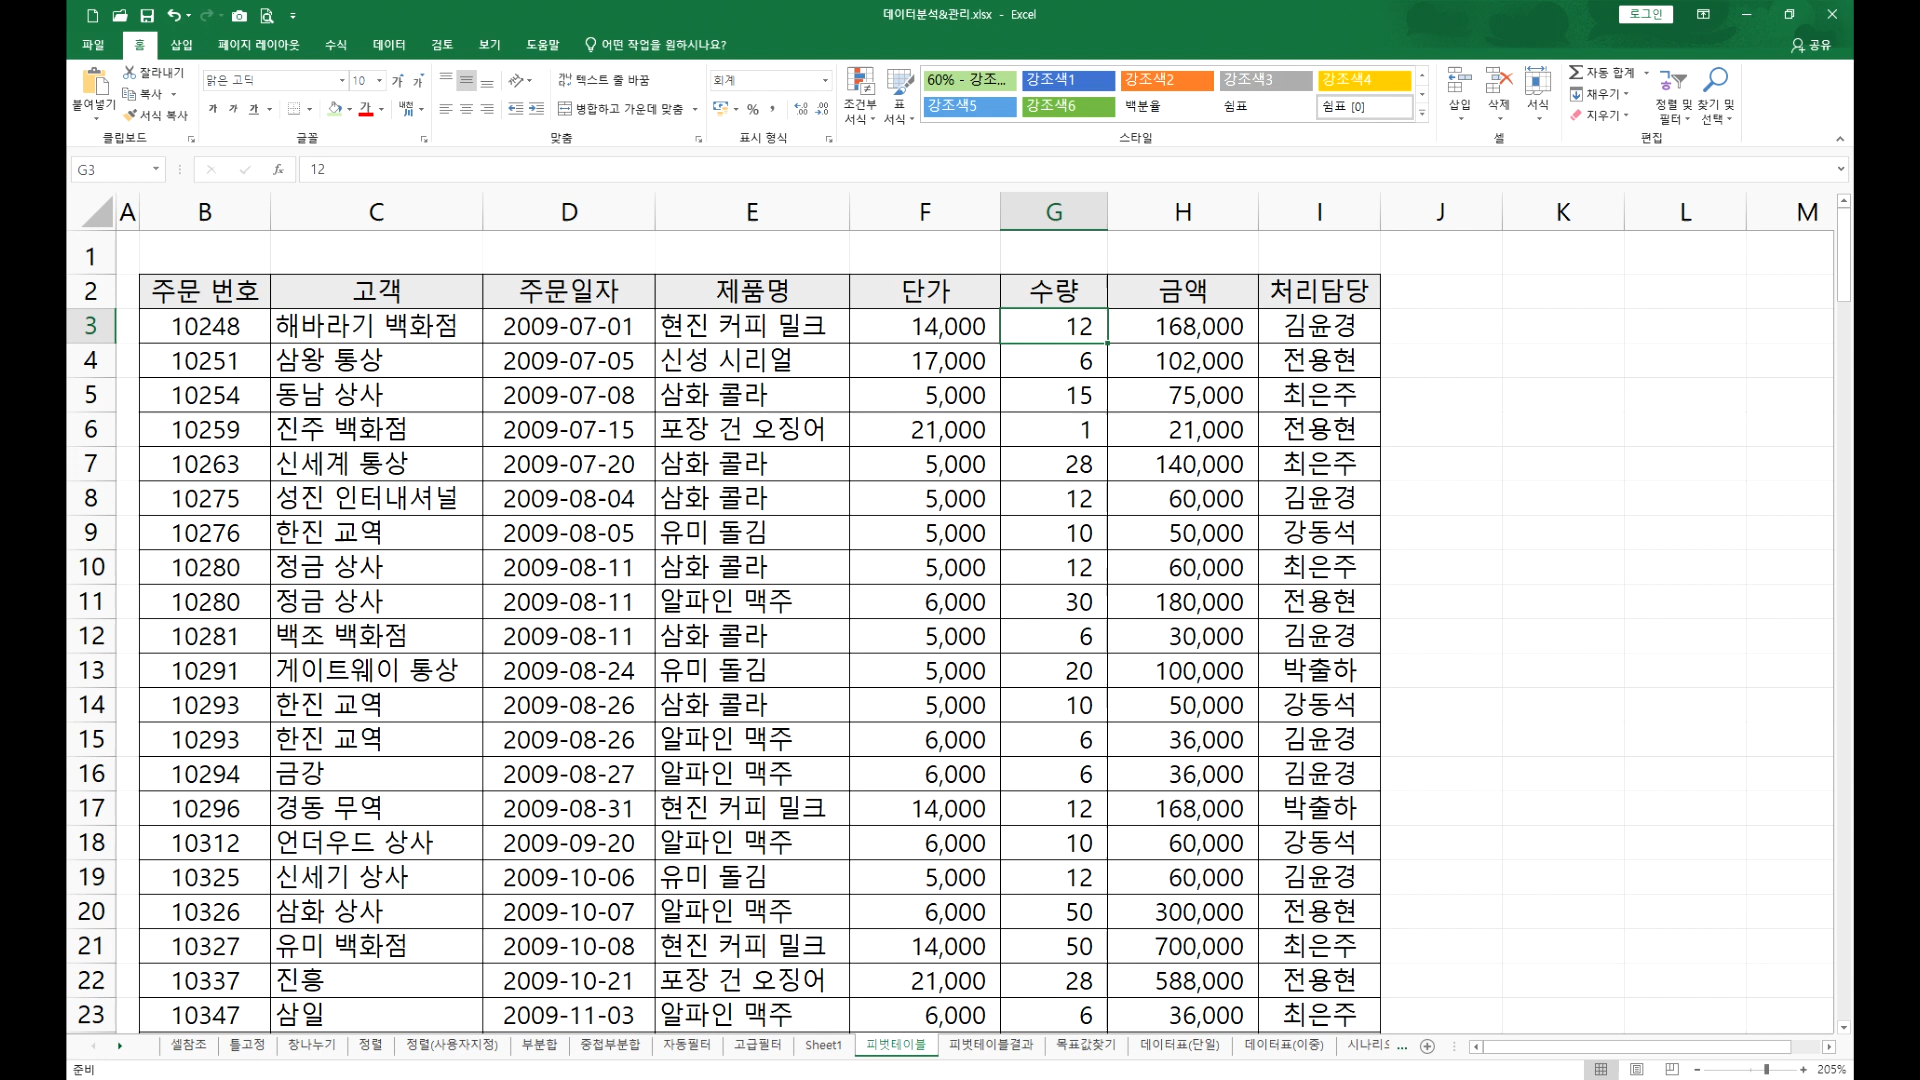 데이터분석&관리.xlsx - Excel
로그인
파일 홈 삽입 페이지 레이아웃 수식 데이터 검토 보기 도움말 어떤 작업을 원하시나요?
공유
붙여넣기
잘라내기
복사
서식 복사
클립보드
맑은 고딕 10
가 가
가 가 가 가 내천
글꼴
텍스트 줄 바꿈
병합하고 가운데 맞춤
맞춤
회계
표시 형식
조건부 서식
표 서식
60% - 강조... 강조색1 강조색2 강조색3 강조색4
강조색5 강조색6 백분율 쉼표 쉼표 [0]
스타일
삽입 삭제 서식
셀
자동 합계
채우기
지우기
정렬 및 필터
찾기 및 선택
편집
G3 fx 12
A B C D E F G H I J K L M
1
2 주문 번호 고객 주문일자 제품명 단가 수량 금액 처리담당
3 10248 해바라기 백화점 2009-07-01 현진 커피 밀크 14,000 12 168,000 김윤경
4 10251 삼왕 통상 2009-07-05 신성 시리얼 17,000 6 102,000 전용현
5 10254 동남 상사 2009-07-08 삼화 콜라 5,000 15 75,000 최은주
6 10259 진주 백화점 2009-07-15 포장 건 오징어 21,000 1 21,000 전용현
7 10263 신세계 통상 2009-07-20 삼화 콜라 5,000 28 140,000 최은주
8 10275 성진 인터내셔널 2009-08-04 삼화 콜라 5,000 12 60,000 김윤경
9 10276 한진 교역 2009-08-05 유미 돌김 5,000 10 50,000 강동석
10 10280 정금 상사 2009-08-11 삼화 콜라 5,000 12 60,000 최은주
11 10280 정금 상사 2009-08-11 알파인 맥주 6,000 30 180,000 전용현
12 10281 백조 백화점 2009-08-11 삼화 콜라 5,000 6 30,000 김윤경
13 10291 게이트웨이 통상 2009-08-24 유미 돌김 5,000 20 100,000 박출하
14 10293 한진 교역 2009-08-26 삼화 콜라 5,000 10 50,000 강동석
15 10293 한진 교역 2009-08-26 알파인 맥주 6,000 6 36,000 김윤경
16 10294 금강 2009-08-27 알파인 맥주 6,000 6 36,000 김윤경
17 10296 경동 무역 2009-08-31 현진 커피 밀크 14,000 12 168,000 박출하
18 10312 언더우드 상사 2009-09-20 알파인 맥주 6,000 10 60,000 강동석
19 10325 신세기 상사 2009-10-06 유미 돌김 5,000 12 60,000 김윤경
20 10326 삼화 상사 2009-10-07 알파인 맥주 6,000 50 300,000 전용현
21 10327 유미 백화점 2009-10-08 현진 커피 밀크 14,000 50 700,000 최은주
22 10337 진흥 2009-10-21 포장 건 오징어 21,000 28 588,000 전용현
23 10347 삼일 2009-11-03 알파인 맥주 6,000 6 36,000 최은주
셀참조 틀고정 창나누기 정렬 정렬(사용자지정) 부분합 중첩부분합 자동필터 고급필터 Sheet1 피벗테이블 피벗테이블결과 목표값찾기 데이터표(단일) 데이터표(이중) 시나리오 ...
준비
205%